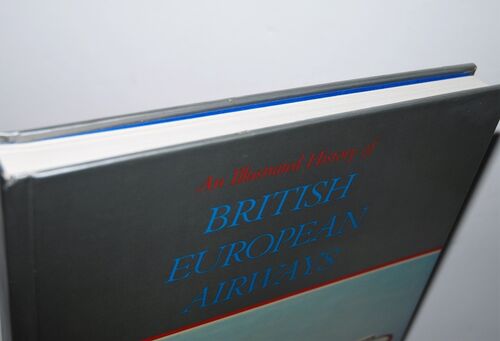 An Illustrated History of
BRITISH
EUROPEAN
AIRWAYS